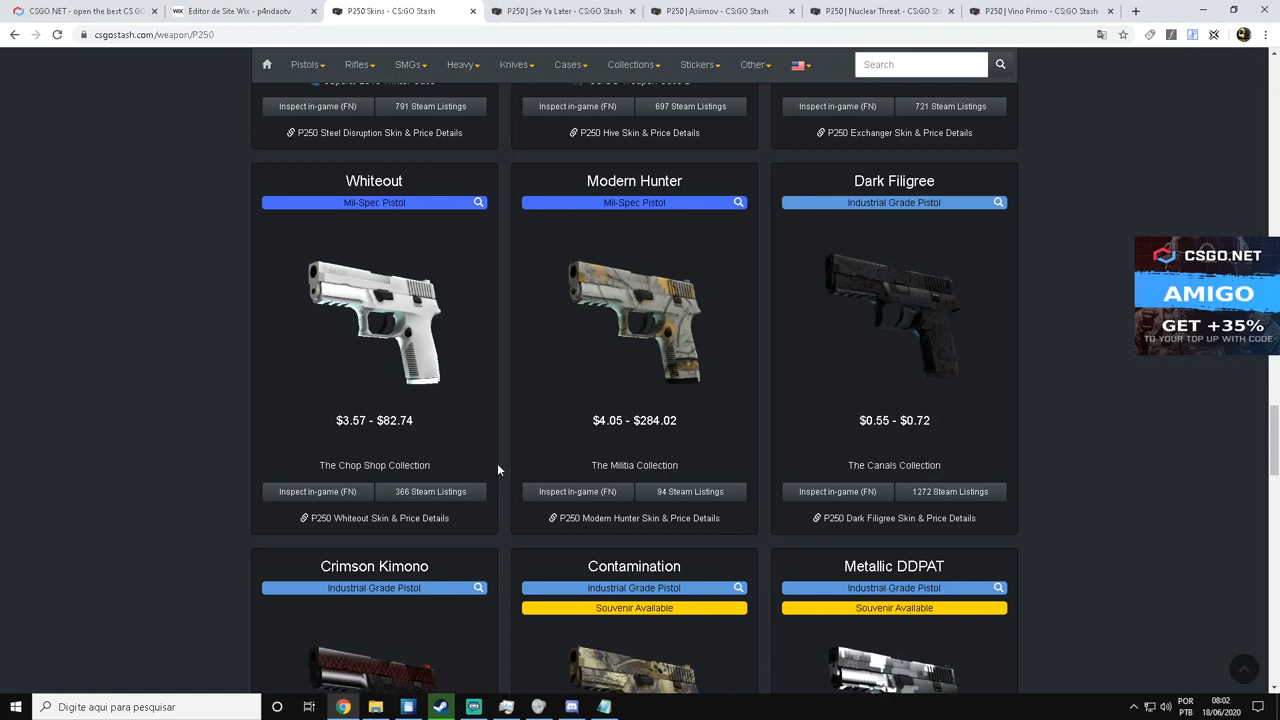 CSGO.NET - open the best CS:GO c
Editor de Site Wix - p4ndaotv
P250 Skins - CS:GO Stash
P250 | See Ya Later - CS:GO Stash
P250 | Asiimov - CS:GO Stash
P250 | Nuclear Threat - CS:GO Sta
P250 | Vino Primo - CS:GO Stash
csgostash.com/weapon/P250
Pistols Rifles SMGs Heavy Knives Cases Collections Stickers Other Search
Inspect in-game (FN) 791 Steam Listings
P250 Steel Disruption Skin & Price Details
Inspect in-game (FN) 697 Steam Listings
P250 Hive Skin & Price Details
Inspect in-game (FN) 721 Steam Listings
P250 Exchanger Skin & Price Details
Whiteout
Mil-Spec Pistol
$3.57 - $82.74
The Chop Shop Collection
Inspect in-game (FN) 366 Steam Listings
P250 Whiteout Skin & Price Details
Modern Hunter
Mil-Spec Pistol
$4.05 - $284.02
The Militia Collection
Inspect in-game (FN) 94 Steam Listings
P250 Modern Hunter Skin & Price Details
Dark Filigree
Industrial Grade Pistol
$0.55 - $0.72
The Canals Collection
Inspect in-game (FN) 1272 Steam Listings
P250 Dark Filigree Skin & Price Details
CSGO.NET
AMIGO
GET +35%
TO YOUR TOP UP WITH CODE
Crimson Kimono
Industrial Grade Pistol
Contamination
Industrial Grade Pistol
Souvenir Available
Metallic DDPAT
Industrial Grade Pistol
Souvenir Available
Digite aqui para pesquisar
POR
PTB
08:02
18/06/2020